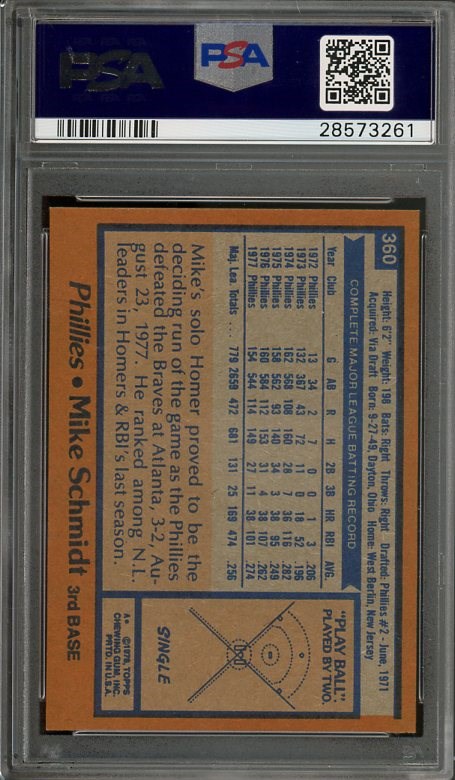 PSA
PSA
28573261
360
Height: 6'2" Weight: 198 Bats: Right Throws: Right Drafted: Phillies #2 - June, 1971
Acquired: Via Draft Born: 9-27-49, Dayton, Ohio Home: West Berlin, New Jersey
COMPLETE MAJOR LEAGUE BATTING RECORD
Year Club G AB R H 2B 3B HR RBI AVG.
1972 Phillies 13 34 2 7 0 0 1 3 .206
1973 Phillies 132 367 43 72 11 0 18 52 .196
1974 Phillies 162 568 108 160 28 7 36 116 .282
1975 Phillies 158 562 93 140 34 3 38 95 .249
1976 Phillies 160 584 112 153 31 4 38 107 .262
1977 Phillies 154 544 114 149 27 11 38 101 .274
Maj. Lea. Totals ... 779 2659 472 681 131 25 169 474 .256
Mike's solo Homer proved to be the
deciding run of the game as the Phillies
defeated the Braves at Atlanta, 3-2, Au-
gust 23, 1977. He ranked among N.L.
leaders in Homers & RBI's last season.
"PLAY BALL"
PLAYED BY TWO.
SINGLE
Phillies • Mike Schmidt 3rd BASE
A* ©1978, TOPPS
CHEWING GUM, INC.
PRTD. IN U.S.A.